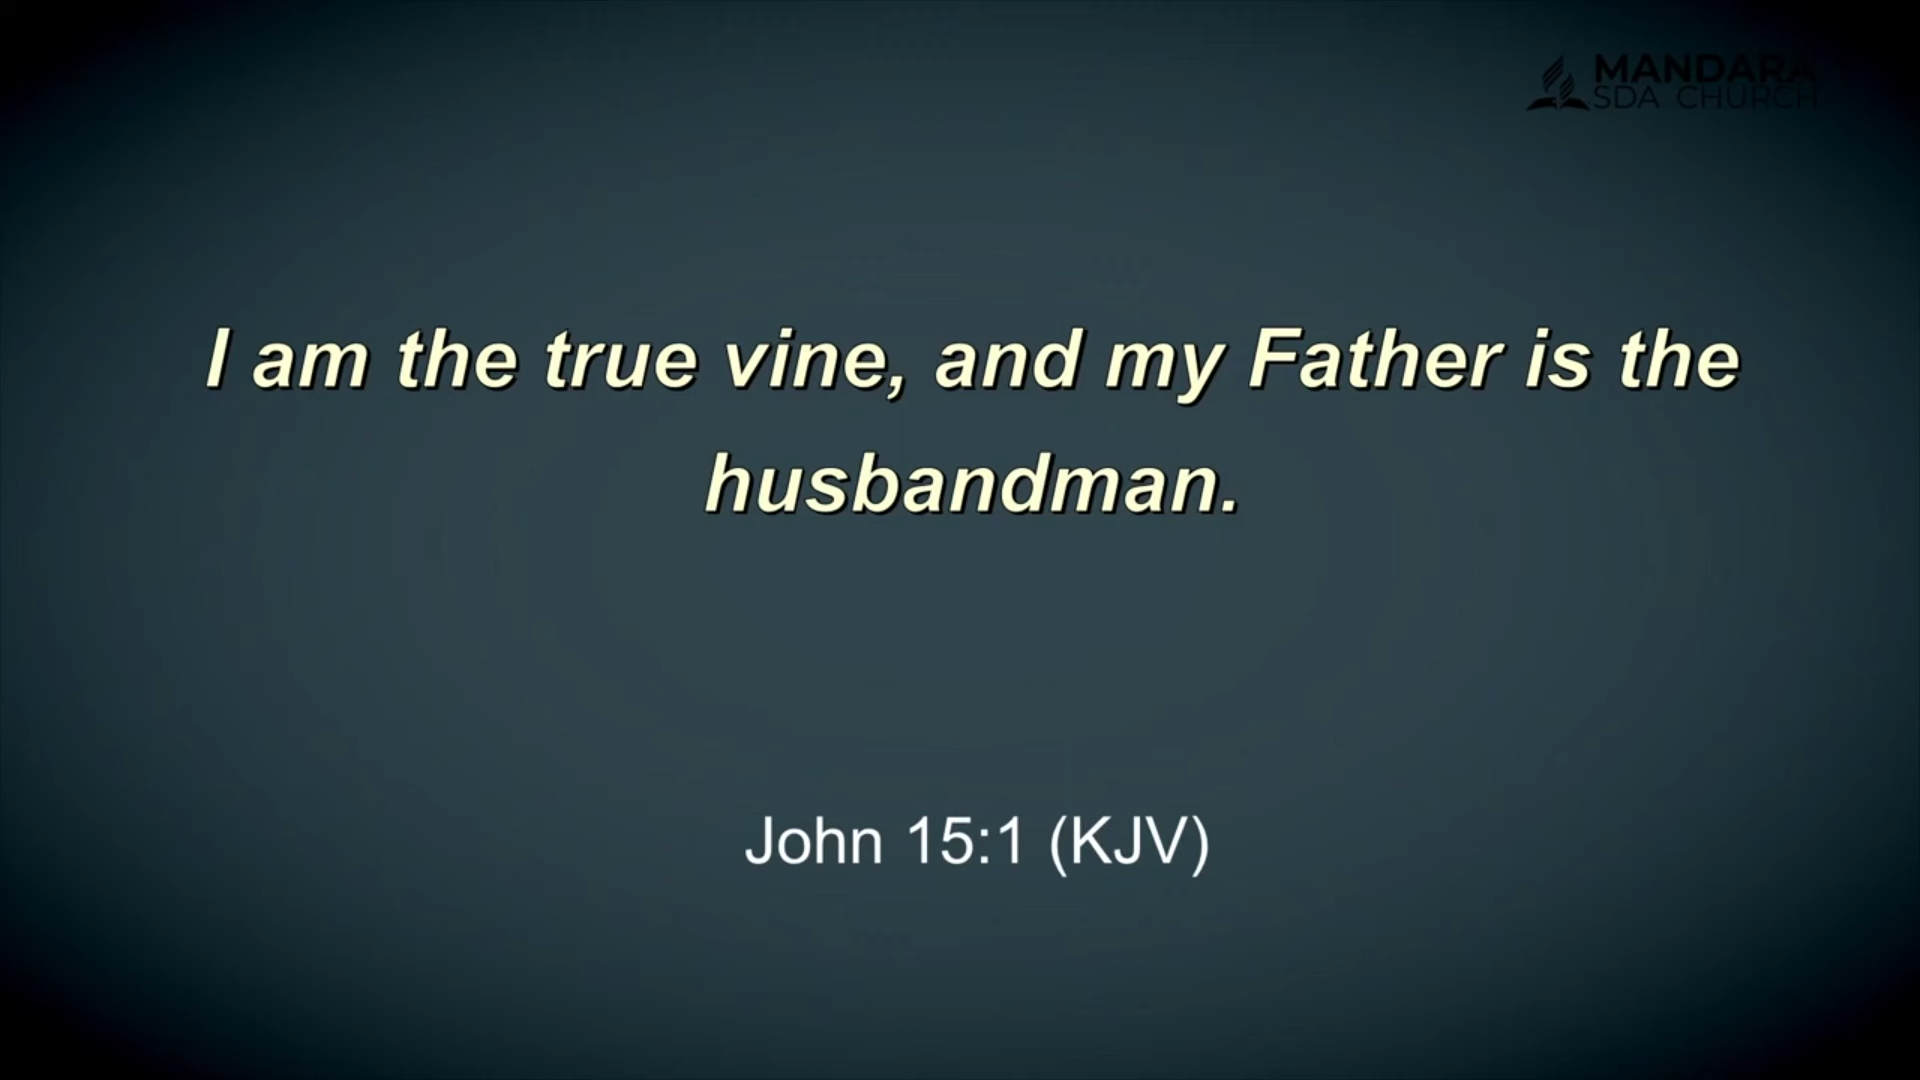 MANDARA
SDA CHURCH
I am the true vine, and my Father is the
husbandman.
John 15:1 (KJV)